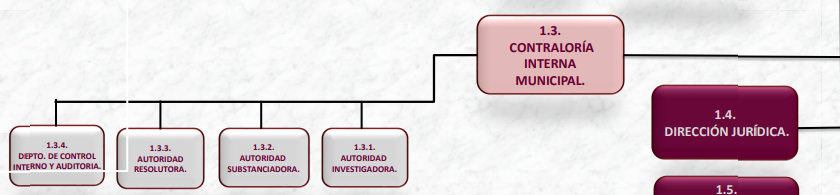 1.3.
CONTRALORÍA
INTERNA
MUNICIPAL.
1.4.
DIRECCIÓN JURÍDICA.
1.3.4.
DEPTO. DE CONTROL
INTERNO Y AUDITORIA.
1.3.3.
AUTORIDAD
RESOLUTORA.
1.3.2.
AUTORIDAD
SUBSTANCIADORA.
1.3.1.
AUTORIDAD
INVESTIGADORA.
1.5.